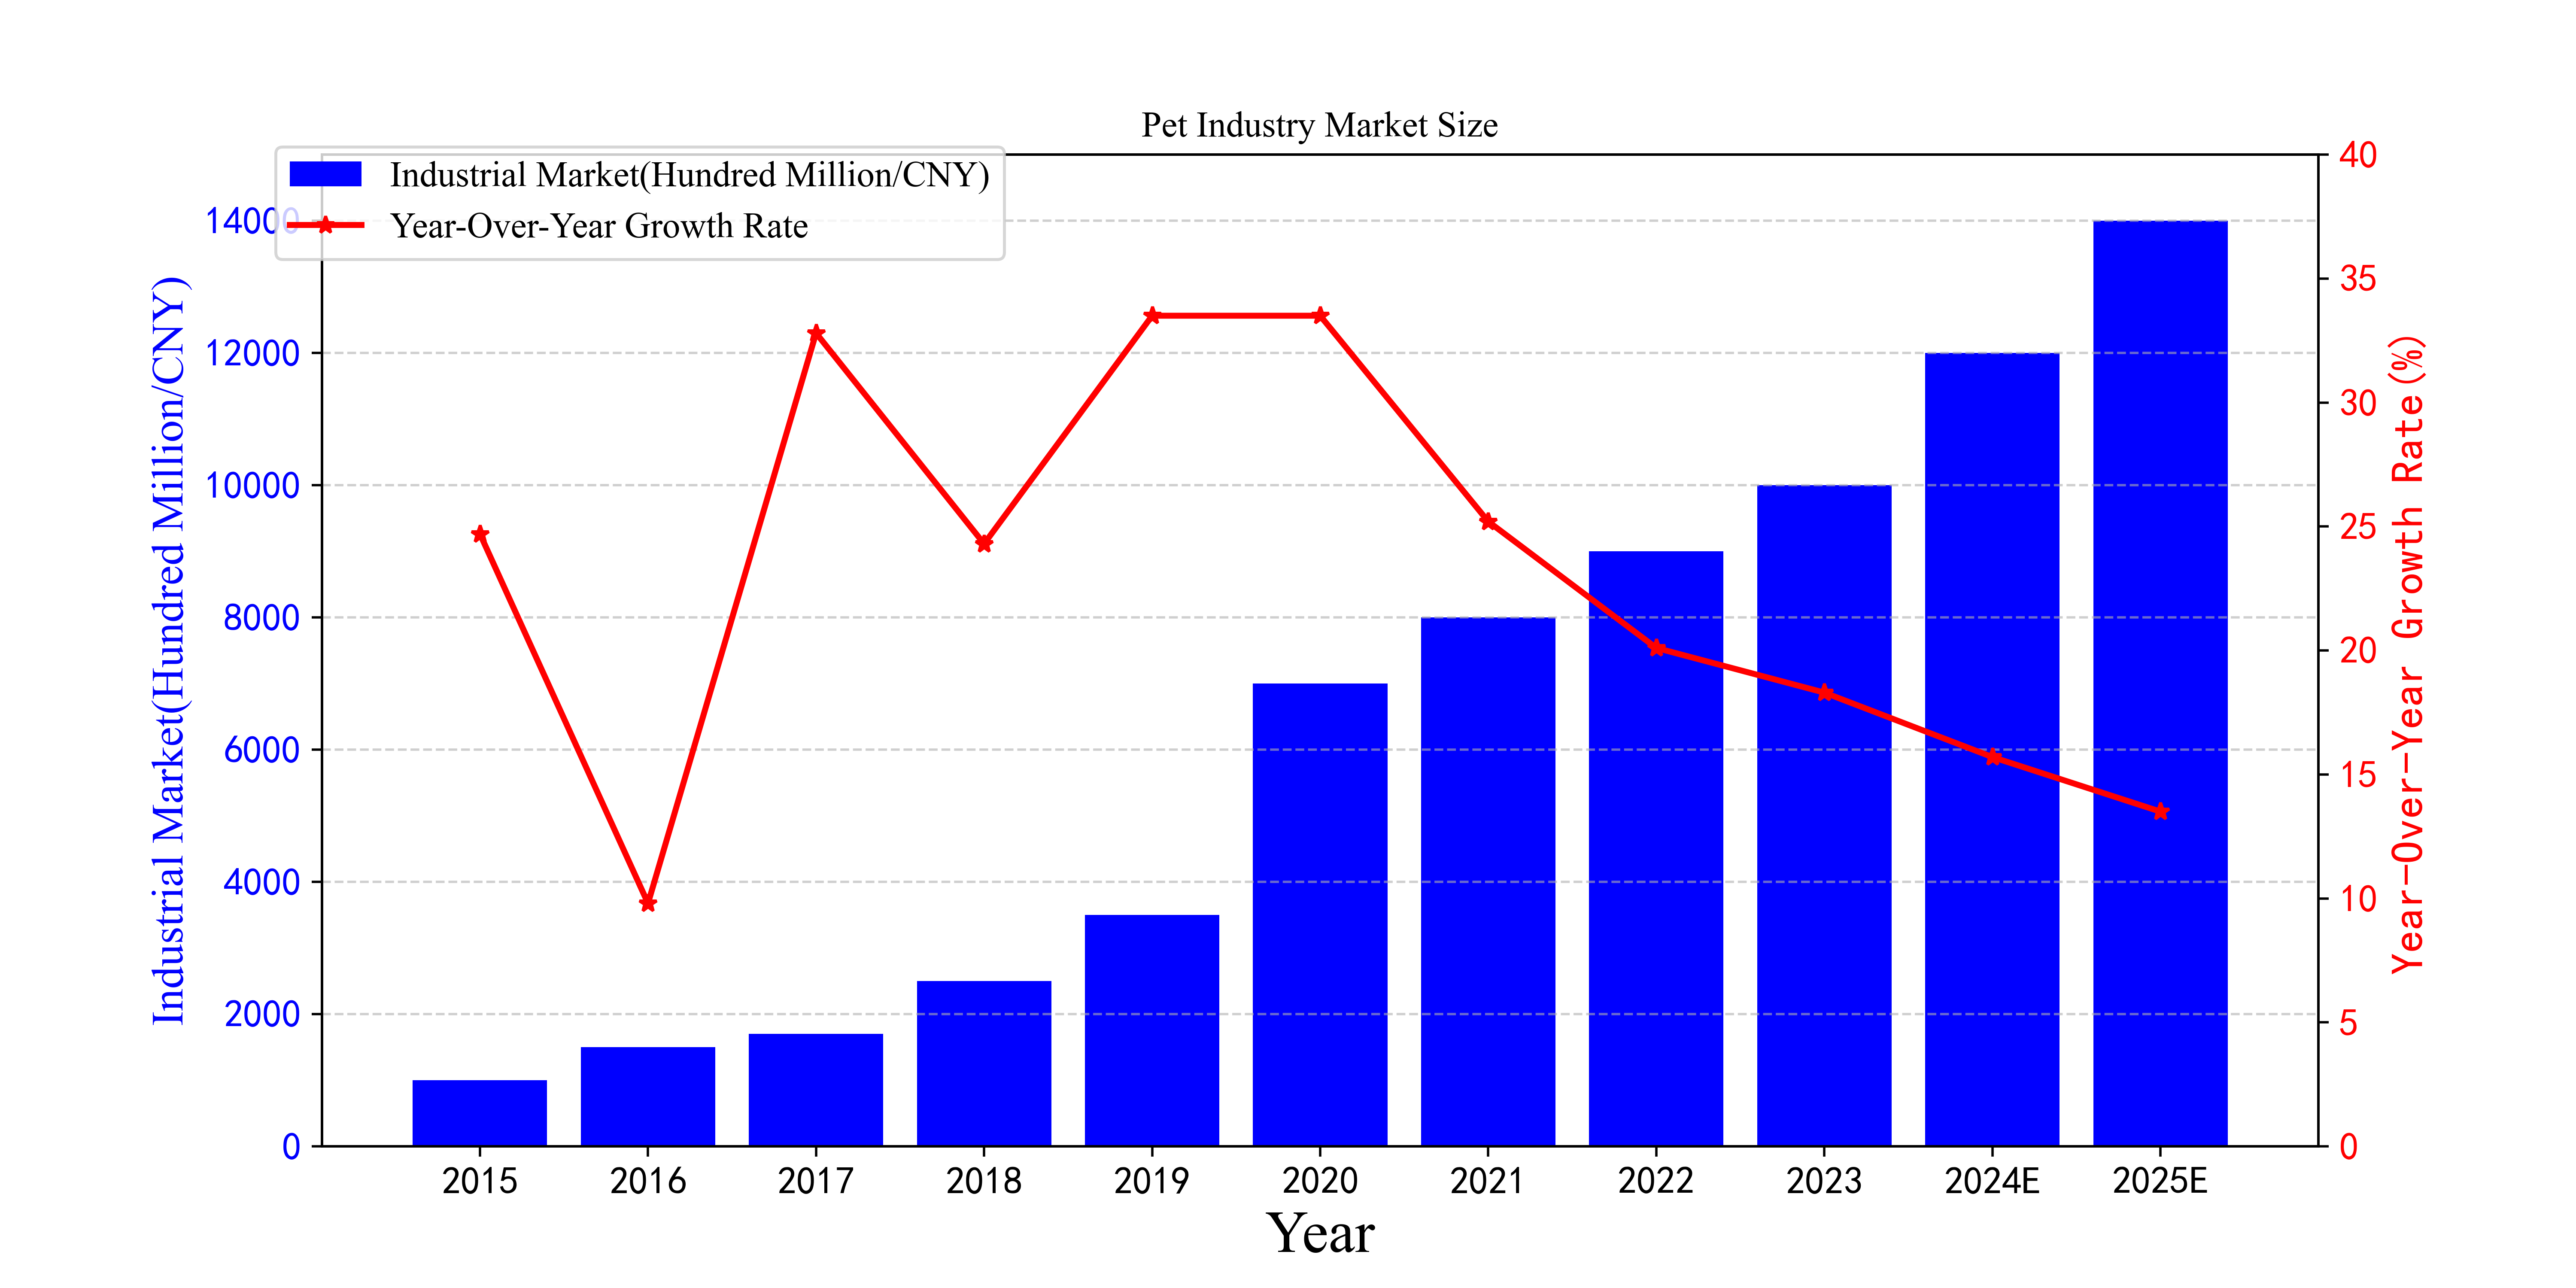 Pet Industry Market Size
Industrial Market(Hundred Million/CNY)
Year-Over-Year Growth Rate
Industrial Market(Hundred Million/CNY)
14000
12000
10000
8000
6000
4000
2000
0
40
35
30
25
20
15
10
5
0
Year-Over-Year Growth Rate(%)
2015 2016 2017 2018 2019 2020 2021 2022 2023 2024E 2025E
Year